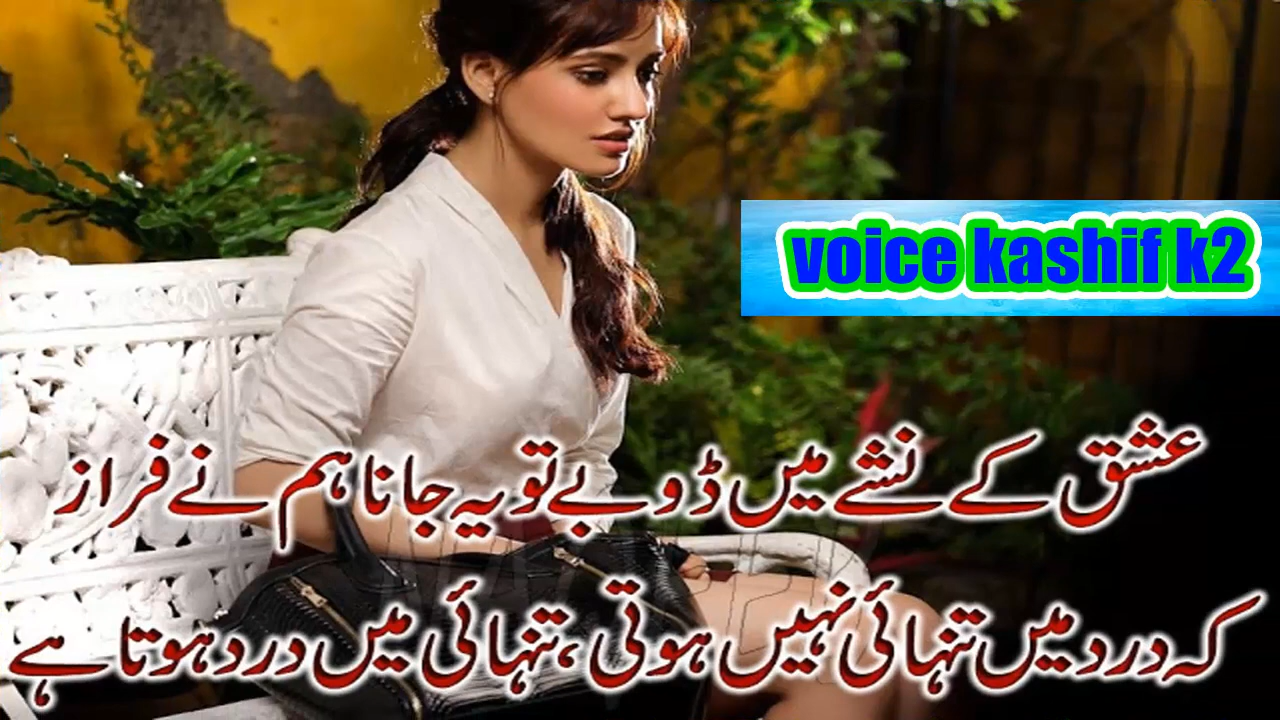 voice kashif k2
عشق کے نشے میں ڈوبے تو یہ جانا ہم نے فراز
کہ درد میں تنہائی نہیں ہوتی ، تنہائی میں درد ہوتا ہے